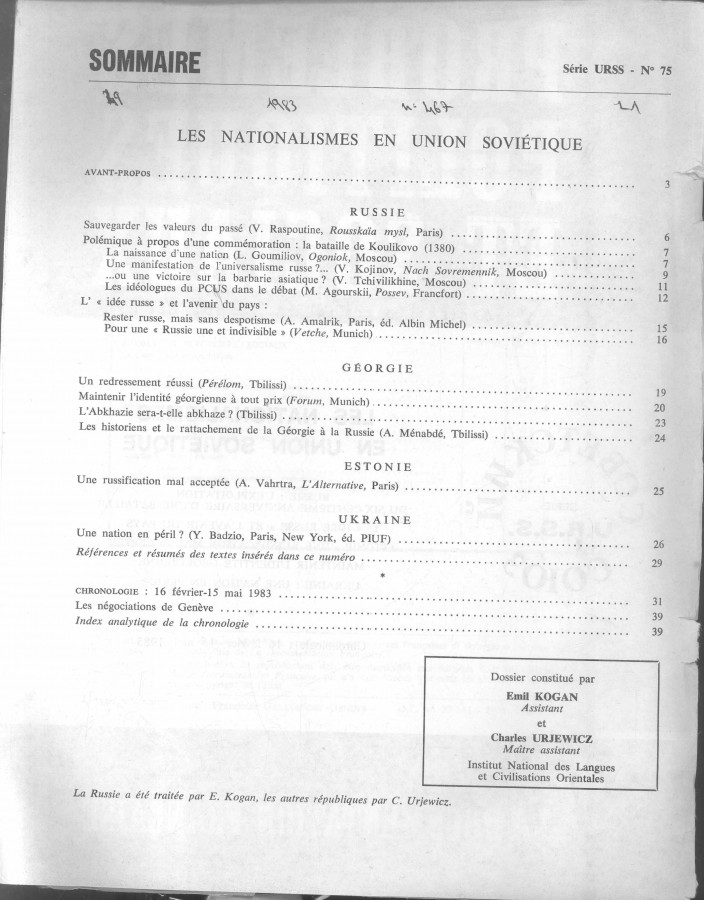 SOMMAIRE
Série URSS - N° 75
1983
n° 467
LES NATIONALISMES EN UNION SOVIÉTIQUE
AVANT-PROPOS 3
RUSSIE
Sauvegarder les valeurs du passé (V. Raspoutine, Rousskaïa mysl, Paris) 6
Polémique à propos d'une commémoration : la bataille de Koulikovo (1380) 7
La naissance d'une nation (L. Goumiliov, Ogoniok, Moscou) 7
Une manifestation de l'universalisme russe ?... (V. Kojinov, Nach Sovremennik, Moscou) 9
...ou une victoire sur la barbarie asiatique ? (V. Tchivilikhine, Moscou) 11
Les idéologues du PCUS dans le débat (M. Agourskii, Possev, Francfort) 12
L' « idée russe » et l'avenir du pays :
Rester russe, mais sans despotisme (A. Amalrik, Paris, éd. Albin Michel) 15
Pour une « Russie une et indivisible » (Vetche, Munich) 16
GÉORGIE
Un redressement réussi (Pérélom, Tbilissi) 19
Maintenir l'identité géorgienne à tout prix (Forum, Munich) 20
L'Abkhazie sera-t-elle abkhaze ? (Tbilissi) 23
Les historiens et le rattachement de la Géorgie à la Russie (A. Ménabdé, Tbilissi) 24
ESTONIE
Une russification mal acceptée (A. Vahrtra, L'Alternative, Paris) 25
UKRAINE
Une nation en péril ? (Y. Badzio, Paris, New York, éd. PIUF) 26
Références et résumés des textes insérés dans ce numéro 29
*
CHRONOLOGIE : 16 février-15 mai 1983 31
Les négociations de Genève 39
Index analytique de la chronologie 39
Dossier constitué par
Emil KOGAN
Assistant
et
Charles URJEWICZ
Maître assistant
Institut National des Langues
et Civilisations Orientales
La Russie a été traitée par E. Kogan, les autres républiques par C. Urjewicz.